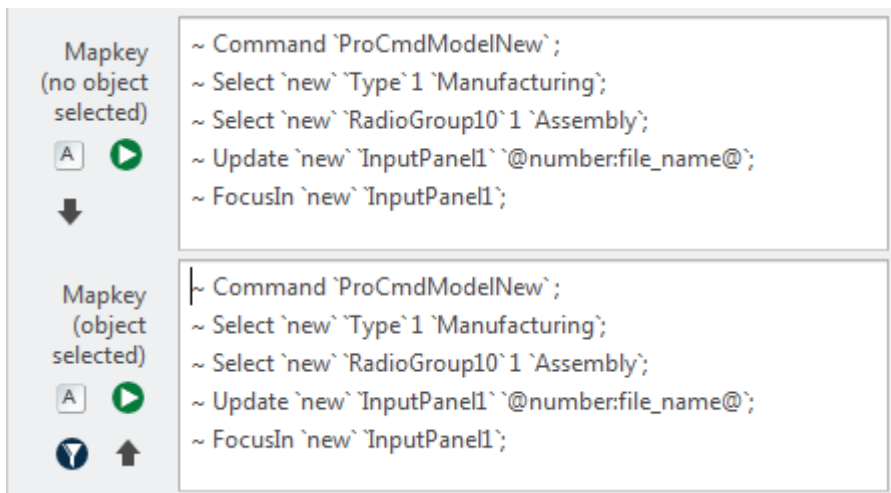 Mapkey
(no object
selected)
A
~ Command `ProCmdModelNew` ;
~ Select `new` `Type` 1 `Manufacturing`;
~ Select `new` `RadioGroup10` 1 `Assembly`;
~ Update `new` `InputPanel1` `@number:file_name@`;
~ FocusIn `new` `InputPanel1`;
Mapkey
(object
selected)
A
~ Command `ProCmdModelNew` ;
~ Select `new` `Type` 1 `Manufacturing`;
~ Select `new` `RadioGroup10` 1 `Assembly`;
~ Update `new` `InputPanel1` `@number:file_name@`;
~ FocusIn `new` `InputPanel1`;